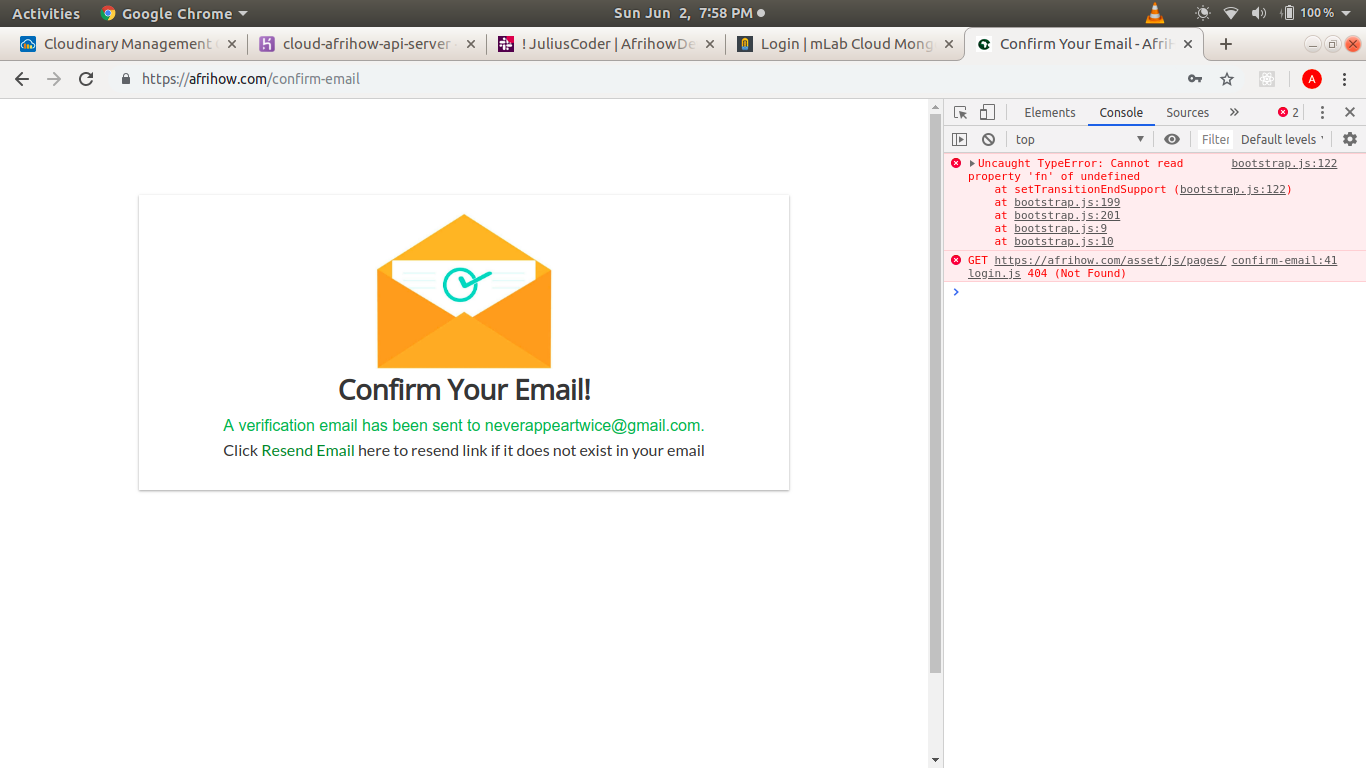 Activities Google Chrome Sun Jun 2, 7:58 PM 100 %
Cloudinary Management cloud-afrihow-api-server ! JuliusCoder | AfrihowDe Login | mLab Cloud Mong Confirm Your Email - Afri
https://afrihow.com/confirm-email A
Elements Console Sources 2
top Filter Default levels
Uncaught TypeError: Cannot read bootstrap.js:122
property 'fn' of undefined
at setTransitionEndSupport (bootstrap.js:122)
at bootstrap.js:199
at bootstrap.js:201
at bootstrap.js:9
at bootstrap.js:10
GET https://afrihow.com/asset/js/pages/ confirm-email:41
login.js 404 (Not Found)
Confirm Your Email!
A verification email has been sent to neverappeartwice@gmail.com.
Click Resend Email here to resend link if it does not exist in your email